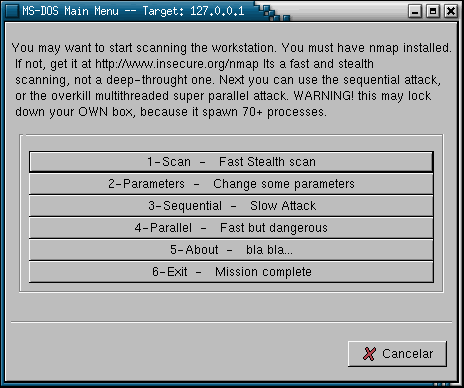 MS-DOS Main Menu -- Target: 127.0.0.1
You may want to start scanning the workstation. You must have nmap installed.
If not, get it at http://www.insecure.org/nmap Its a fast and stealth
scanning, not a deep-throught one. Next you can use the sequential attack,
or the overkill multithreaded super parallel attack. WARNING! this may lock
down your OWN box, because it spawn 70+ processes.
1-Scan - Fast Stealth scan
2-Parameters - Change some parameters
3-Sequential - Slow Attack
4-Parallel - Fast but dangerous
5-About - bla bla...
6-Exit - Mission complete
Cancelar